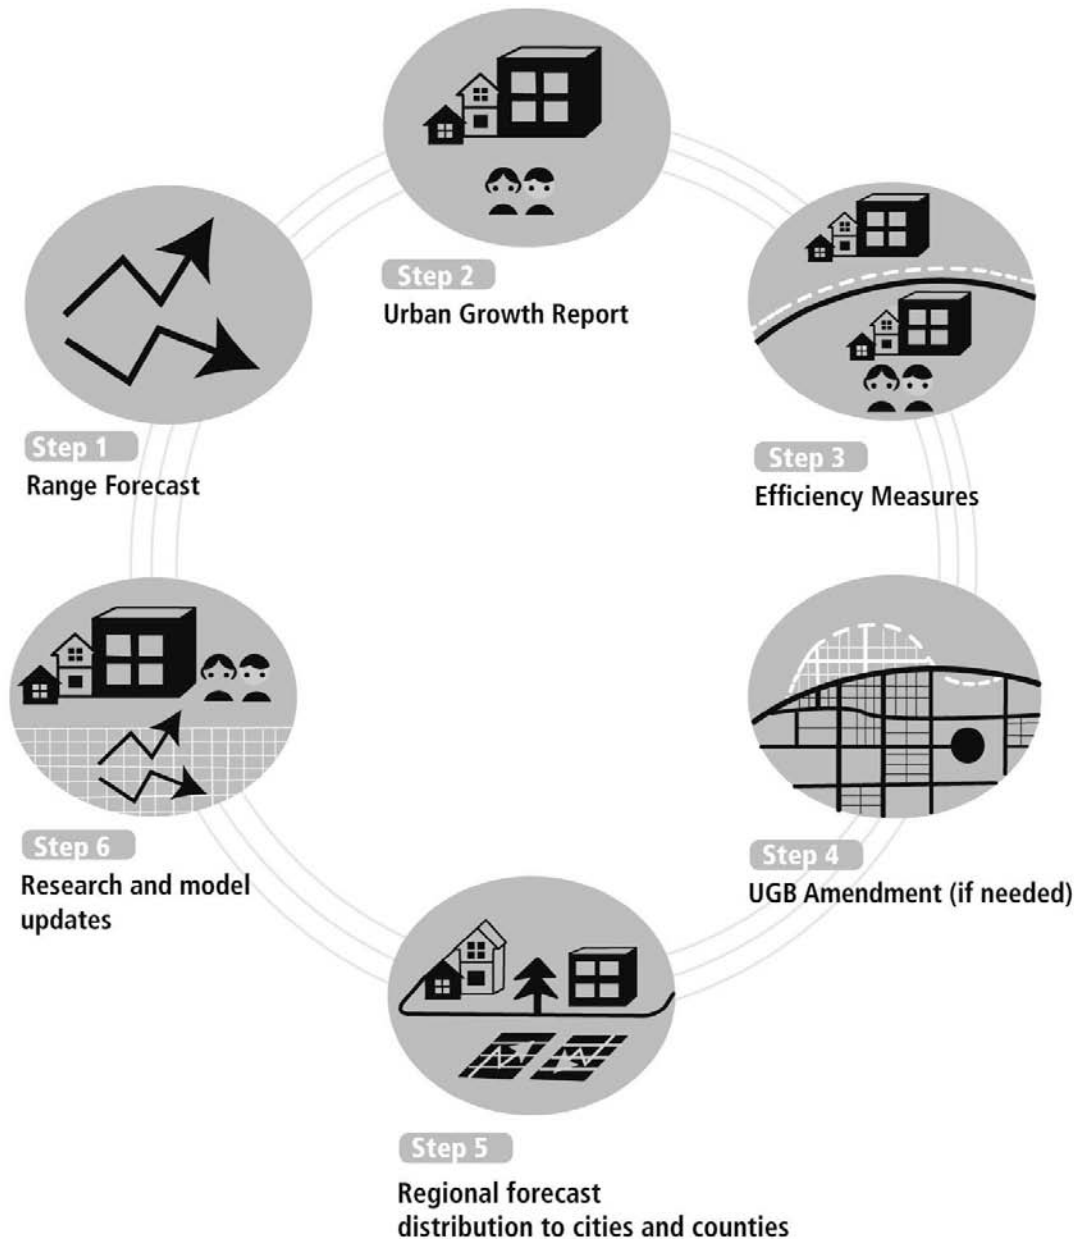 Step 1
Range Forecast
Step 2
Urban Growth Report
Step 3
Efficiency Measures
Step 4
UGB Amendment (if needed)
Step 5
Regional forecast
distribution to cities and counties
Step 6
Research and model
updates